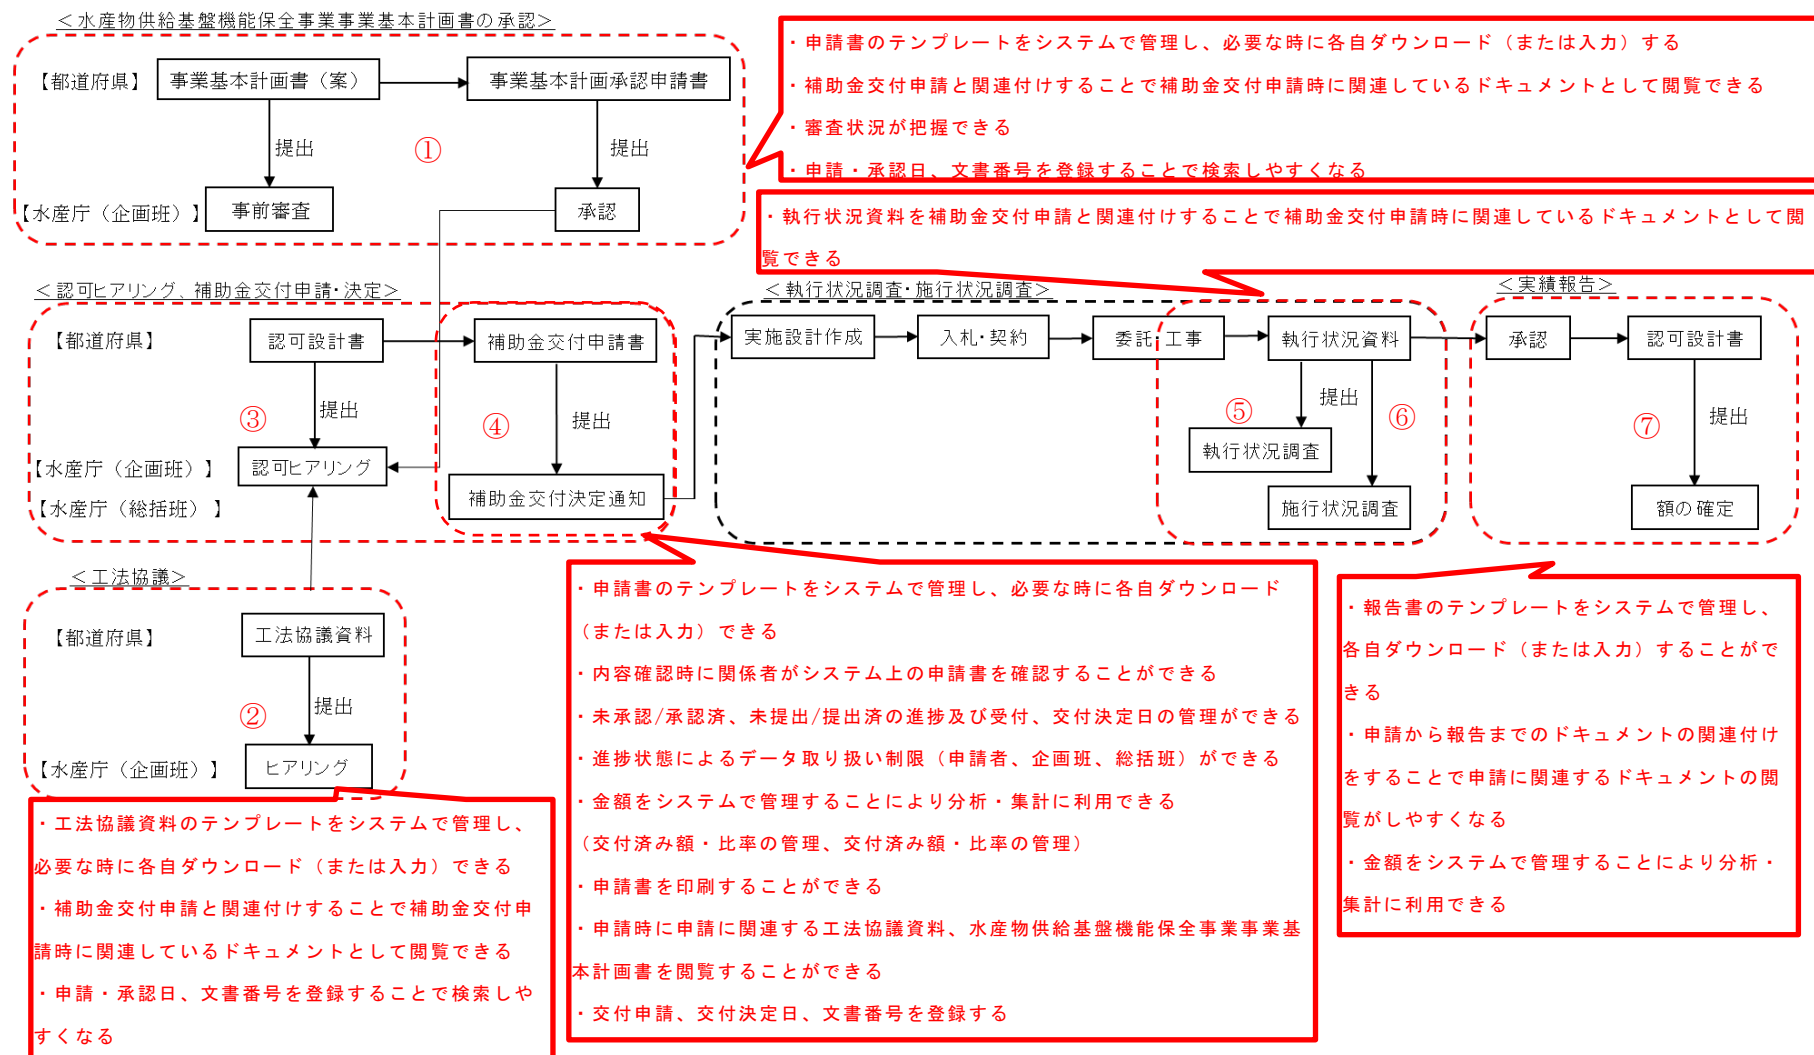 ＜水産物供給基盤機能保全事業事業基本計画書の承認＞
【都道府県】
事業基本計画書（案）
事業基本計画承認申請書
提出
①
提出
【水産庁（企画班）】
事前審査
承認
・申請書のテンプレートをシステムで管理し、必要な時に各自ダウンロード（または入力）する
・補助金交付申請と関連付けすることで補助金交付申請時に関連しているドキュメントとして閲覧できる
・審査状況が把握できる
・申請・承認日、文書番号を登録することで検索しやすくなる
・執行状況資料を補助金交付申請と関連付けすることで補助金交付申請時に関連しているドキュメントとして閲
覧できる
＜認可ヒアリング、補助金交付申請・決定＞
【都道府県】
認可設計書
補助金交付申請書
③
提出
④
提出
【水産庁（企画班）】
認可ヒアリング
【水産庁（総括班）】
補助金交付決定通知
＜執行状況調査・施行状況調査＞
実施設計作成
入札・契約
委託・工事
執行状況資料
⑤
提出
⑥
執行状況調査
施行状況調査
＜実績報告＞
承認
認可設計書
⑦
提出
額の確定
＜工法協議＞
【都道府県】
工法協議資料
②
提出
【水産庁（企画班）】
ヒアリング
・工法協議資料のテンプレートをシステムで管理し、
必要な時に各自ダウンロード（または入力）できる
・補助金交付申請と関連付けすることで補助金交付申
請時に関連しているドキュメントとして閲覧できる
・申請・承認日、文書番号を登録することで検索しや
すくなる
・申請書のテンプレートをシステムで管理し、必要な時に各自ダウンロード
（または入力）できる
・内容確認時に関係者がシステム上の申請書を確認することができる
・未承認/承認済、未提出/提出済の進捗及び受付、交付決定日の管理ができる
・進捗状態によるデータ取り扱い制限（申請者、企画班、総括班）ができる
・金額をシステムで管理することにより分析・集計に利用できる
（交付済み額・比率の管理、交付済み額・比率の管理）
・申請書を印刷することができる
・申請時に申請に関連する工法協議資料、水産物供給基盤機能保全事業事業基
本計画書を閲覧することができる
・交付申請、交付決定日、文書番号を登録する
・報告書のテンプレートをシステムで管理し、
各自ダウンロード（または入力）することがで
きる
・申請から報告までのドキュメントの関連付け
をすることで申請に関連するドキュメントの閲
覧がしやすくなる
・金額をシステムで管理することにより分析・
集計に利用できる